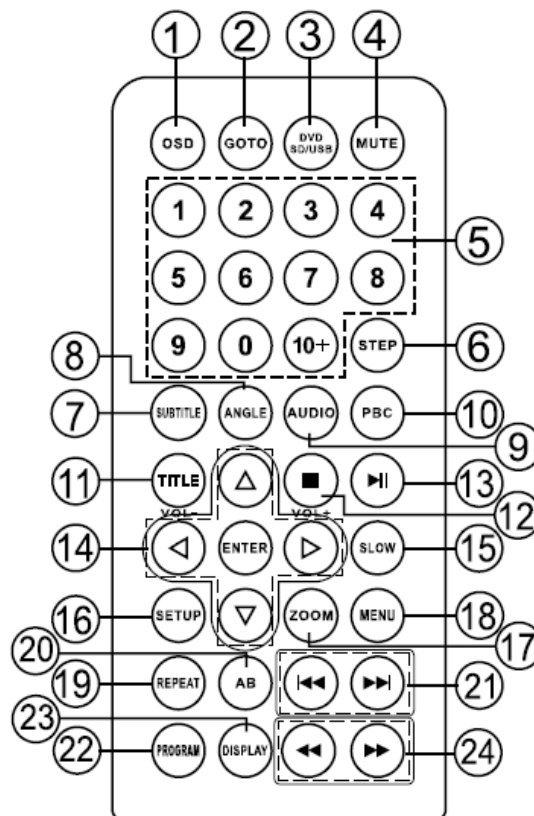 1 2 3 4
OSD GOTO DVD SD/USB MUTE
1 2 3 4
5
5 6 7 8
9 0 10+ STEP 6
8
7 SUBTITLE ANGLE AUDIO PBC 10
9
11 TITLE 13
VOL- VOL+ 12
14 ENTER SLOW 15
16 SETUP ZOOM MENU 18
20 17
19 REPEAT AB 21
23
22 PROGRAM DISPLAY 24